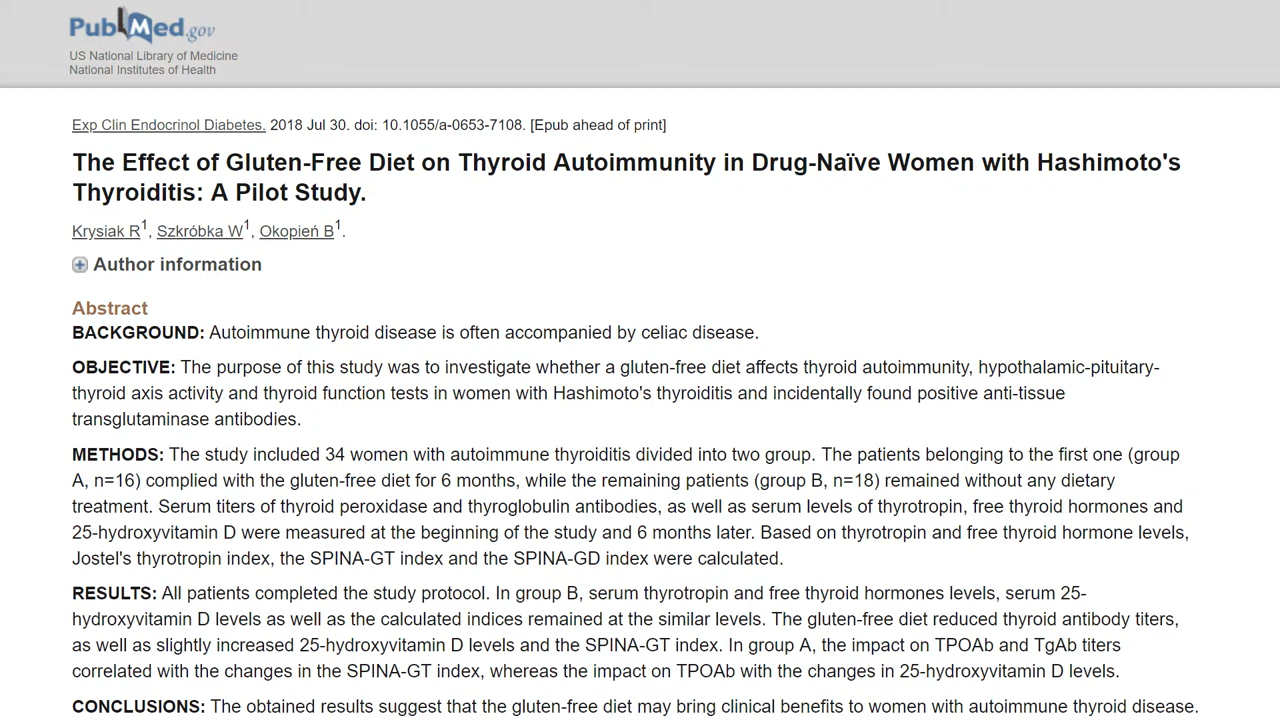 PubMed.gov
US National Library of Medicine
National Institutes of Health
Exp Clin Endocrinol Diabetes. 2018 Jul 30. doi: 10.1055/a-0653-7108. [Epub ahead of print]
The Effect of Gluten-Free Diet on Thyroid Autoimmunity in Drug-Naïve Women with Hashimoto's
Thyroiditis: A Pilot Study.
Krysiak R1, Szkróbka W1, Okopień B1.
Author information
Abstract
BACKGROUND: Autoimmune thyroid disease is often accompanied by celiac disease.
OBJECTIVE: The purpose of this study was to investigate whether a gluten-free diet affects thyroid autoimmunity, hypothalamic-pituitary-
thyroid axis activity and thyroid function tests in women with Hashimoto's thyroiditis and incidentally found positive anti-tissue
transglutaminase antibodies.
METHODS: The study included 34 women with autoimmune thyroiditis divided into two group. The patients belonging to the first one (group
A, n=16) complied with the gluten-free diet for 6 months, while the remaining patients (group B, n=18) remained without any dietary
treatment. Serum titers of thyroid peroxidase and thyroglobulin antibodies, as well as serum levels of thyrotropin, free thyroid hormones and
25-hydroxyvitamin D were measured at the beginning of the study and 6 months later. Based on thyrotropin and free thyroid hormone levels,
Jostel's thyrotropin index, the SPINA-GT index and the SPINA-GD index were calculated.
RESULTS: All patients completed the study protocol. In group B, serum thyrotropin and free thyroid hormones levels, serum 25-
hydroxyvitamin D levels as well as the calculated indices remained at the similar levels. The gluten-free diet reduced thyroid antibody titers,
as well as slightly increased 25-hydroxyvitamin D levels and the SPINA-GT index. In group A, the impact on TPOAb and TgAb titers
correlated with the changes in the SPINA-GT index, whereas the impact on TPOAb with the changes in 25-hydroxyvitamin D levels.
CONCLUSIONS: The obtained results suggest that the gluten-free diet may bring clinical benefits to women with autoimmune thyroid disease.